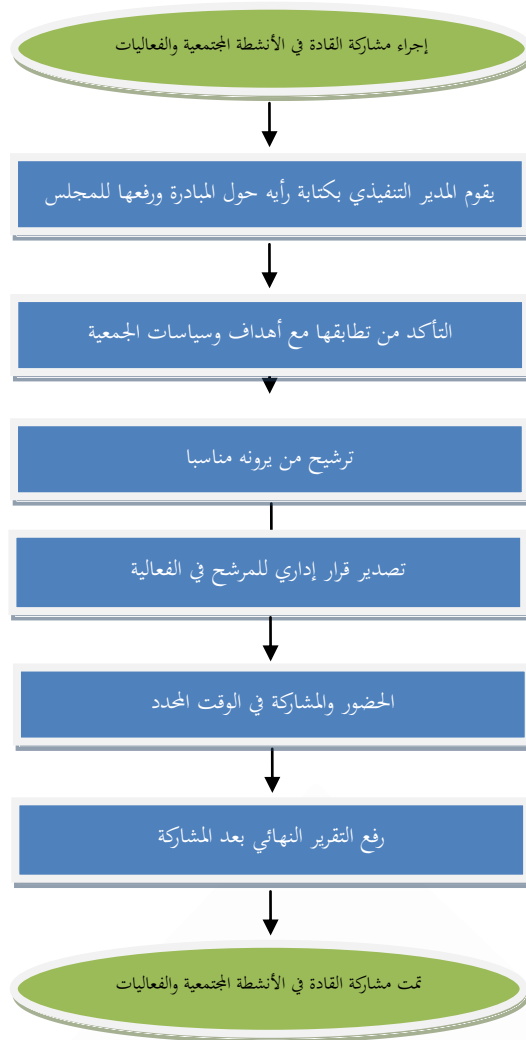 إجراء مشاركة القادة في الأنشطة المجتمعية والفعاليات
يقوم المدير التنفيذي بكتابة رأيه حول المبادرة ورفعها للمجلس
التأكد من تطابقها مع أهداف وسياسات الجمعية
ترشيح من يرونه مناسبا
تصدير قرار إداري للمرشح في الفعالية
الحضور والمشاركة في الوقت المحدد
رفع التقرير النهائي بعد المشاركة
تمت مشاركة القادة في الأنشطة المجتمعية والفعاليات